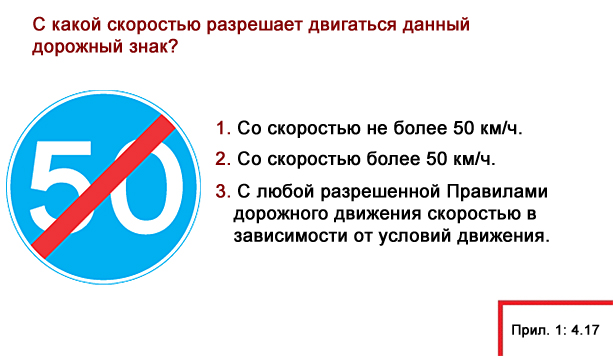 С какой скоростью разрешает двигаться данный
дорожный знак?
50
1. Со скоростью не более 50 км/ч.
2. Со скоростью более 50 км/ч.
3. С любой разрешенной Правилами
дорожного движения скоростью в
зависимости от условий движения.
Прил. 1: 4.17